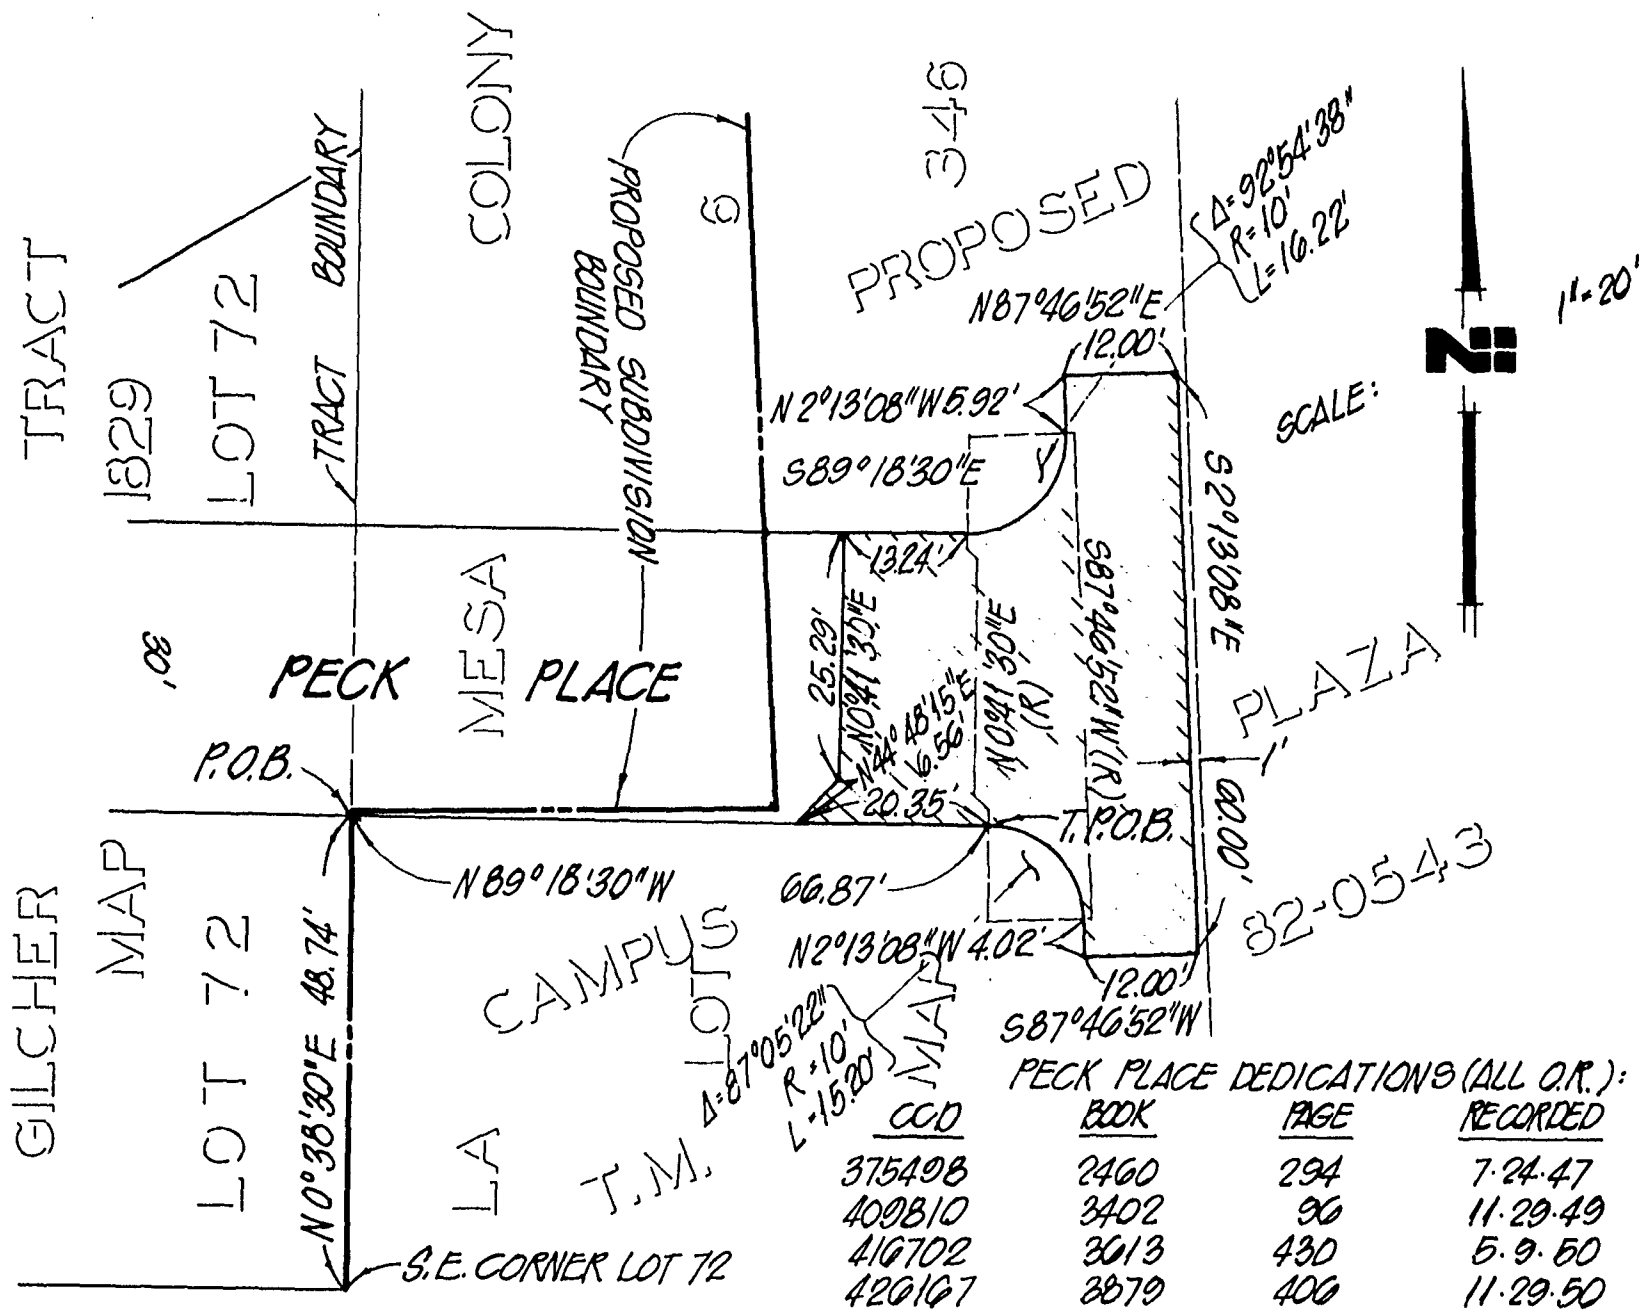 TRACT
1829
LOT 72
TRACT BOUNDARY
COLONY
PROPOSED SUBDIVISION
BOUNDARY
6
346
PROPOSED
Δ=92°54'38"
R=10'
L=16.22'
N87°46'52"E
12.00'
N2°13'08"W 5.92'
S89°18'30"E
1"=20'
SCALE:
N
S2°13'08"E
13.24'
25.29'
N0°41'30"E
N44°48'15"E
6.56'
20.35'
N0°41'30"E
(R)
S87°46'52"W(R)
30'
PECK PLACE
MESA
PLAZA
1'
P.O.B.
T.P.O.B.
60.00'
N89°18'30"W
66.87'
82-0543
GILCHER
MAP
LOT 72
N0°38'30"E 48.74'
CAMPUS
LOT
N2°13'08"W 4.02'
12.00'
S87°46'52"W
MAP
Δ=87°05'22"
R=10'
L=15.20'
LA
T.M.
S.E. CORNER LOT 72
PECK PLACE DEDICATIONS (ALL O.R.):
CCD BOOK PAGE RECORDED
375498 2460 294 7·24·47
409810 3402 96 11·29·49
416702 3613 430 5·9·50
426167 3879 406 11·29·50